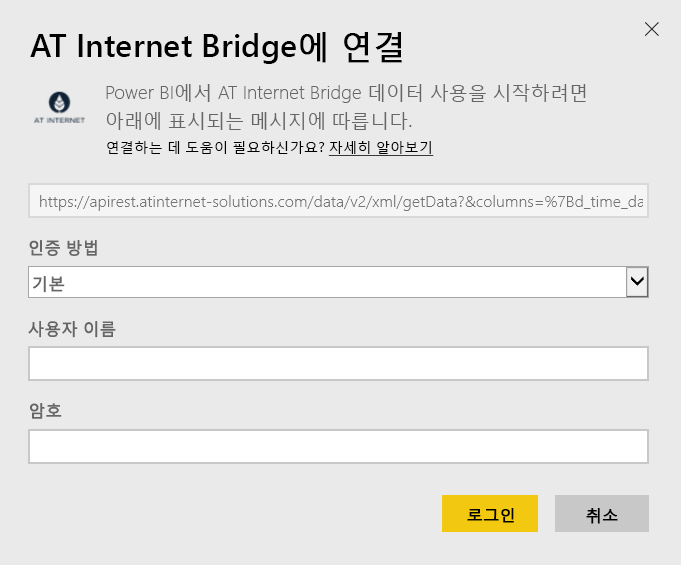 AT Internet Bridge에 연결
Power BI에서 AT Internet Bridge 데이터 사용을 시작하려면
아래에 표시되는 메시지에 따릅니다.
AT INTERNET
연결하는 데 도움이 필요하신가요? 자세히 알아보기
https://apirest.atinternet-solutions.com/data/v2/xml/getData?&columns=%7Bd_time_da
인증 방법
기본
사용자 이름
암호
로그인 취소